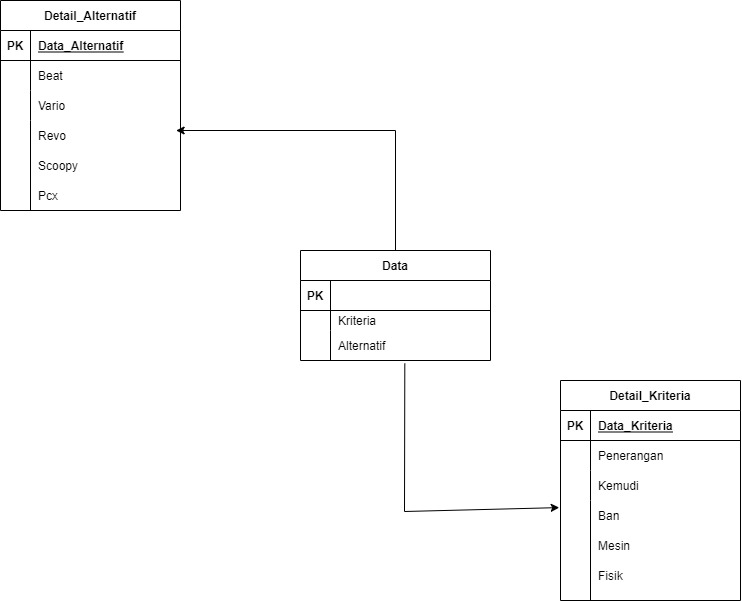 Detail_Alternatif
PK Data_Alternatif
Beat
Vario
Revo
Scoopy
Pcx
Data
PK
Kriteria
Alternatif
Detail_Kriteria
PK Data_Kriteria
Penerangan
Kemudi
Ban
Mesin
Fisik